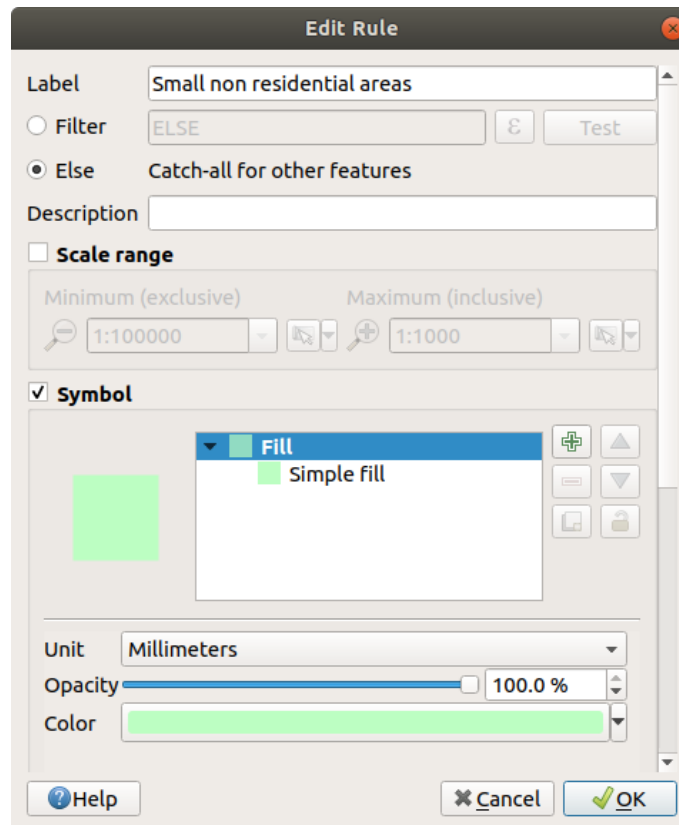 Edit Rule
Label Small non residential areas
Filter ELSE ε Test
Else Catch-all for other features
Description
Scale range
Minimum (exclusive) Maximum (inclusive)
1:100000 1:1000
Symbol
Fill
Simple fill
Unit Millimeters
Opacity 100.0 %
Color
Help Cancel OK